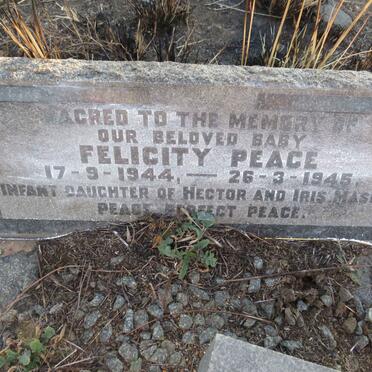 SACRED TO THE MEMORY OF
OUR BELOVED BABY
FELICITY PEACE
17-9-1944, — 26-3-1945,
INFANT DAUGHTER OF HECTOR AND IRIS
PEACE PERFECT PEACE.